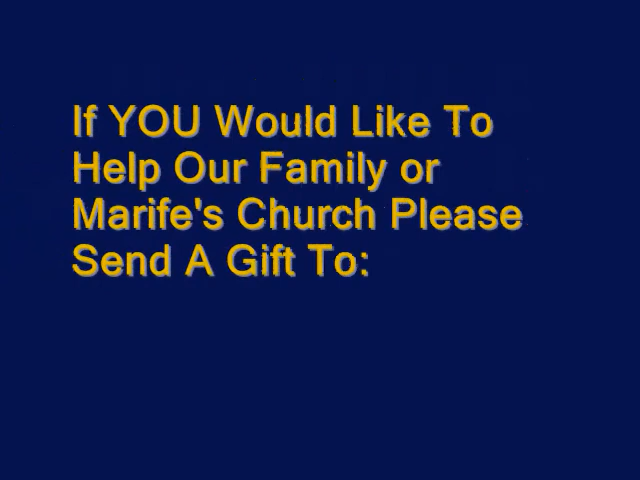 If YOU Would Like To
Help Our Family or
Marife's Church Please
Send A Gift To: